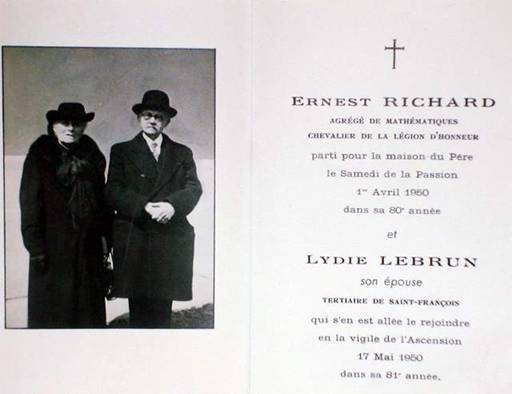 ERNEST RICHARD
AGRÉGÉ DE MATHÉMATIQUES
CHEVALIER DE LA LÉGION D'HONNEUR
parti pour la maison du Père
le Samedi de la Passion
1er Avril 1950
dans sa 80e année
et
LYDIE LEBRUN
son épouse
TERTIAIRE DE SAINT-FRANÇOIS
qui s'en est allée le rejoindre
en la vigile de l'Ascension
17 Mai 1950
dans sa 81e année.